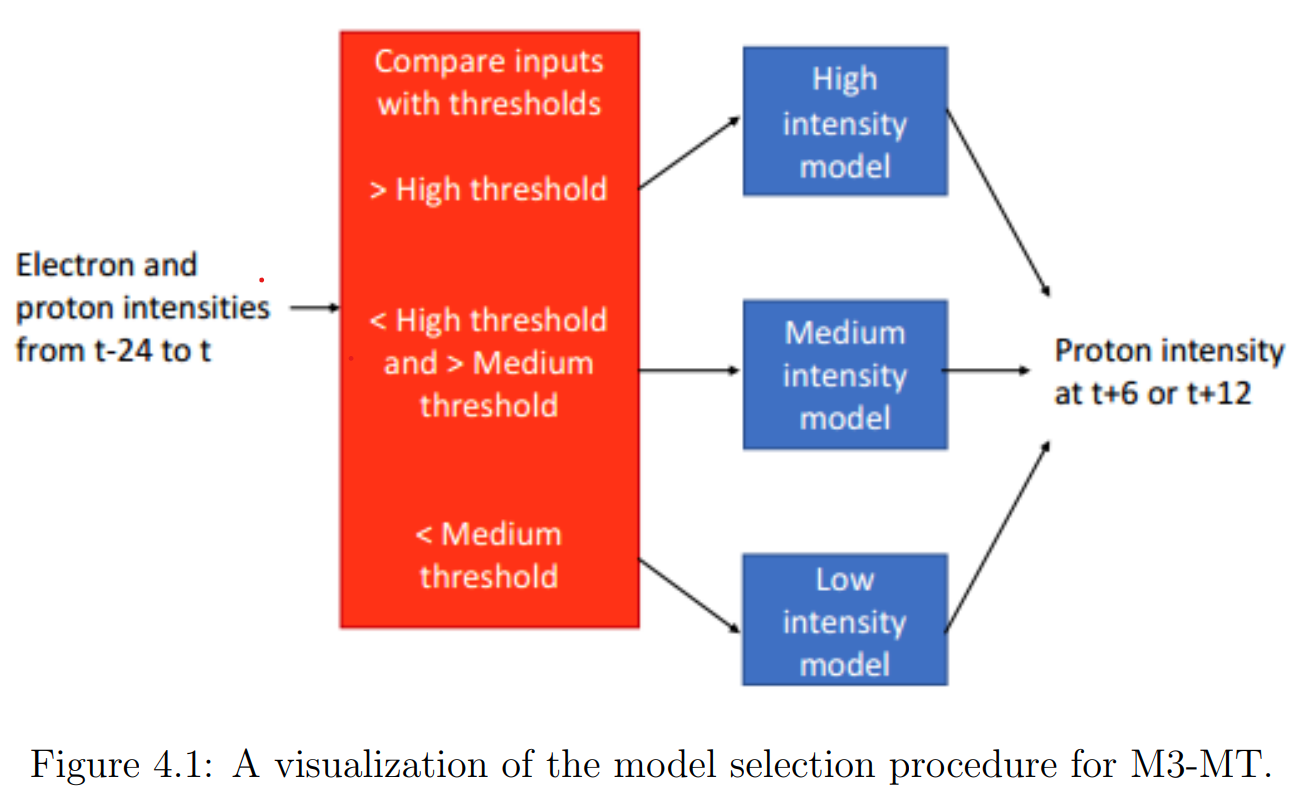 Electron and
proton intensities
from t-24 to t
Compare inputs
with thresholds
> High threshold
< High threshold
and > Medium
threshold
< Medium
threshold
High
intensity
model
Medium
intensity
model
Low
intensity
model
Proton intensity
at t+6 or t+12
Figure 4.1: A visualization of the model selection procedure for M3-MT.